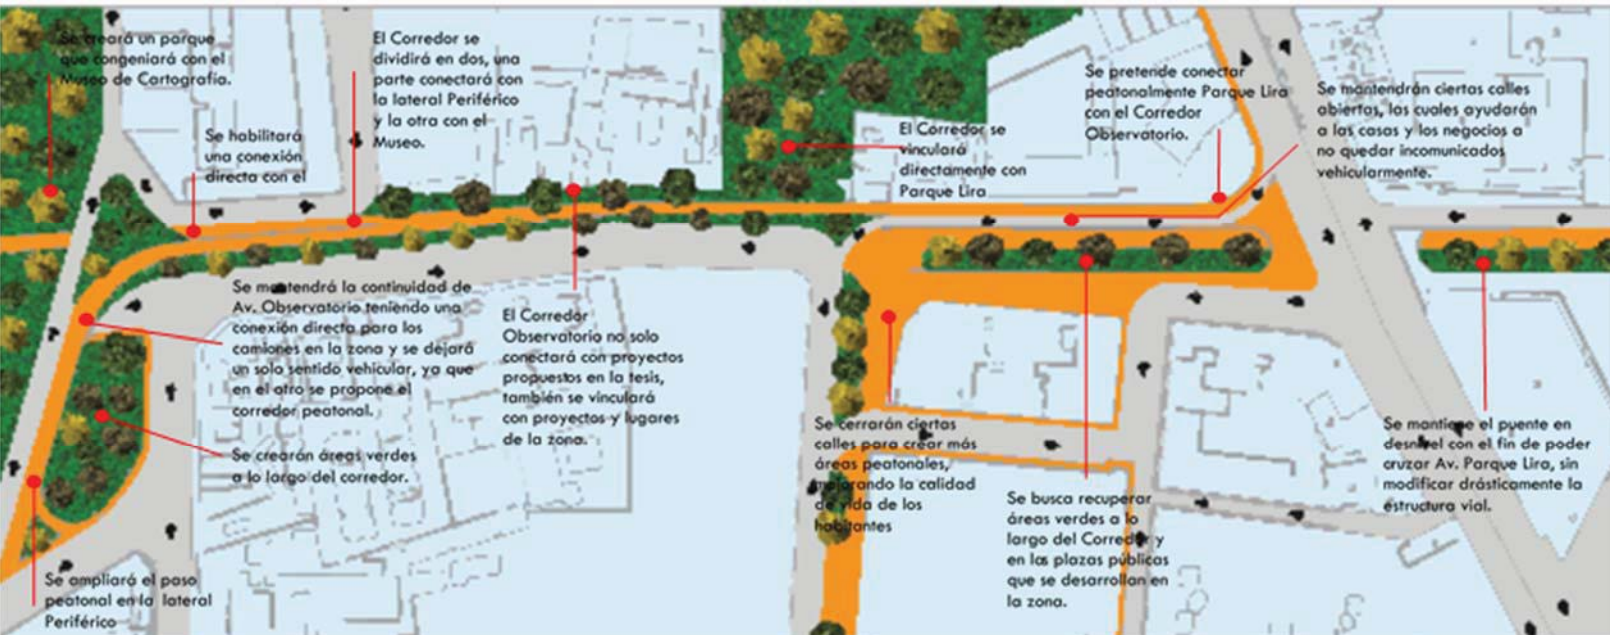 Se creará un parque
que congeniará con el
Museo de Cartografía.
El Corredor se
dividirá en dos, una
parte conectará con
la lateral Periférico
y la otra con el
Museo.
Se habilitará
una conexión
directa con el
El Corredor se
vinculará
directamente con
Parque Lira
Se pretende conectar
peatonalmente Parque Lira
con el Corredor
Observatorio.
Se mantendrán ciertas calles
abiertas, las cuales ayudarán
a las casas y los negocios a
no quedar incomunicados
vehicularmente.
Se mantendrá la continuidad de
Av. Observatorio teniendo una
conexión directa para los
camiones en la zona y se dejará
un solo sentido vehicular, ya que
en el otro se propone el
corredor peatonal.
Se crearán áreas verdes
a lo largo del corredor.
El Corredor
Observatorio no solo
conectará con proyectos
propuestos en la tesis,
también se vinculará
con proyectos y lugares
de la zona.
Se cerrarán ciertas
calles para crear más
áreas peatonales,
mejorando la calidad
de vida de los
habitantes
Se busca recuperar
áreas verdes a lo
largo del Corredor y
en las plazas públicas
que se desarrollan en
la zona.
Se mantiene el puente en
desnivel con el fin de poder
cruzar Av. Parque Lira, sin
modificar drásticamente la
estructura vial.
Se ampliará el paso
peatonal en la lateral
Periférico